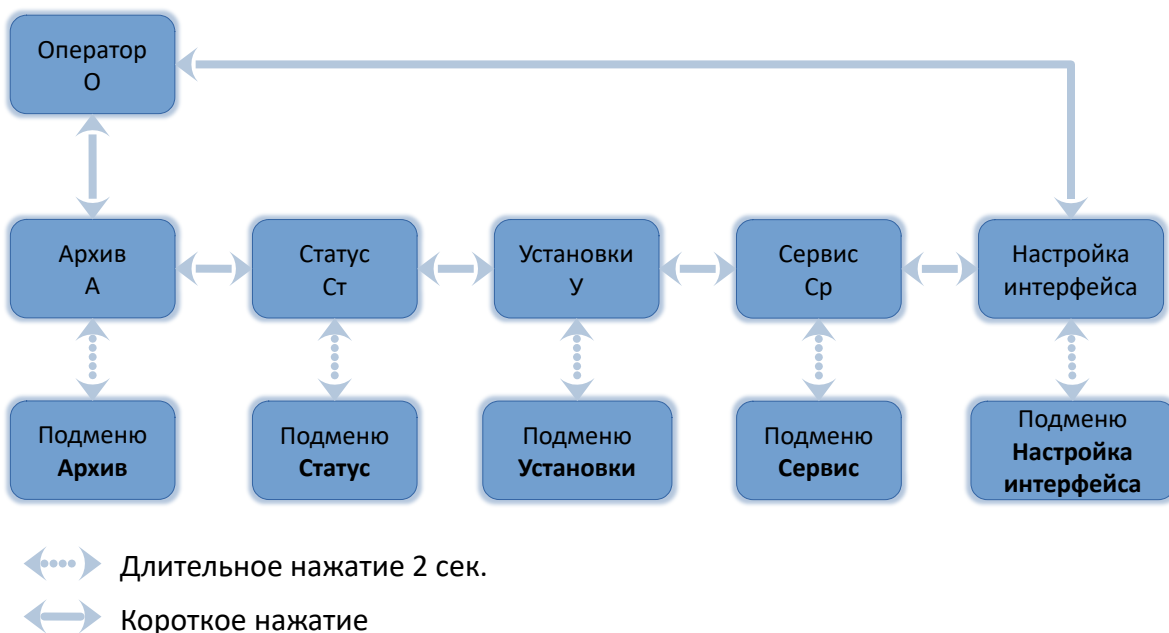 Оператор
О
Архив
А
Статус
Ст
Установки
У
Сервис
Ср
Настройка
интерфейса
Подменю
Архив
Подменю
Статус
Подменю
Установки
Подменю
Сервис
Подменю
Настройка
интерфейса
Длительное нажатие 2 сек.
Короткое нажатие